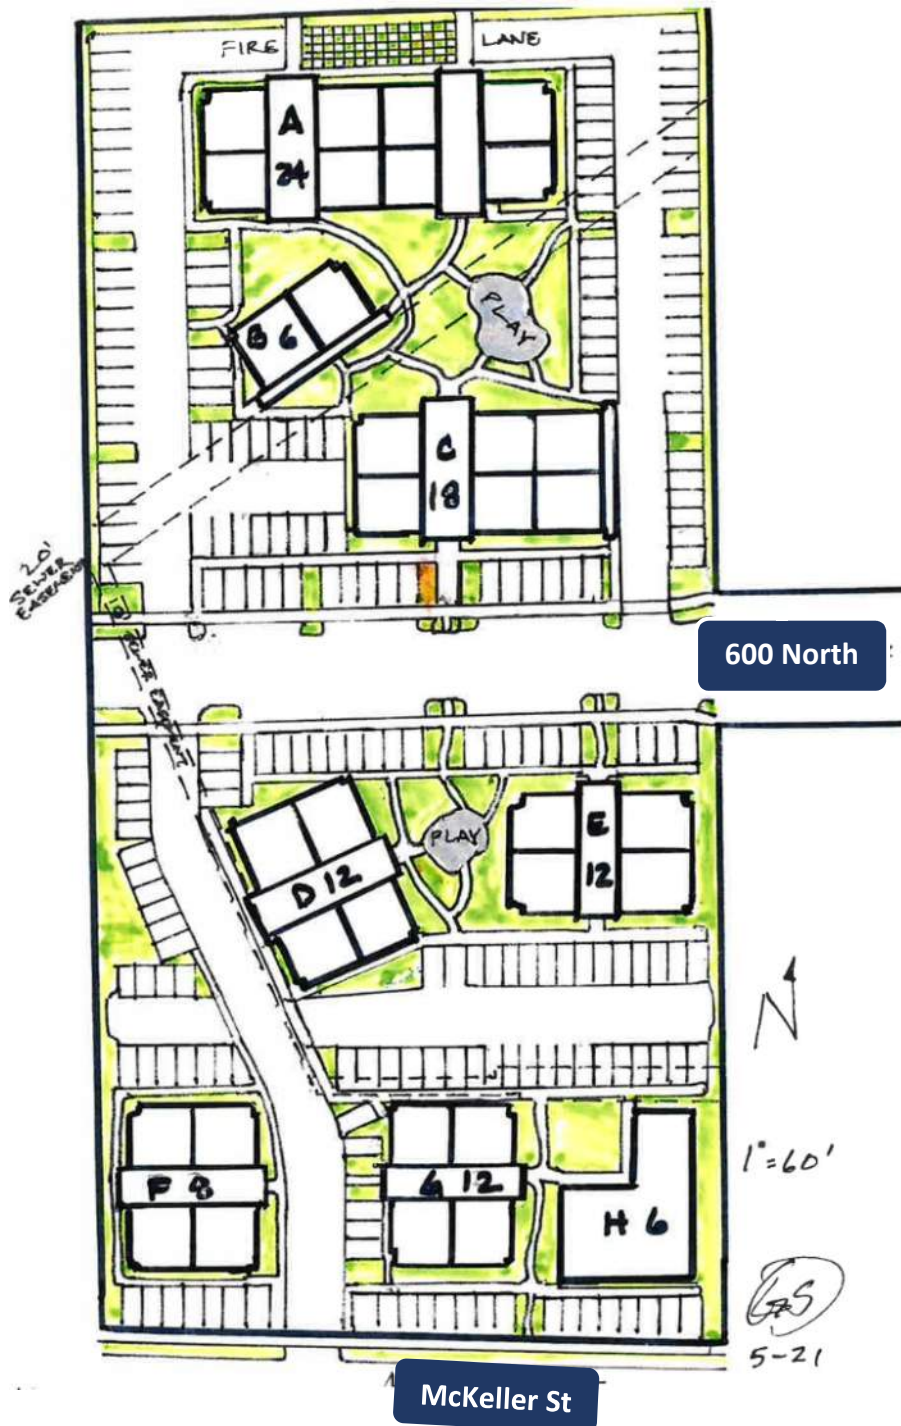 FIRE LANE
A
24
B 6
PLAY
C
18
20'
SEWER
EASEMENT
600 North
PLAY
E
12
D 12
N
1"=60'
F 8
G 12
H 6
5-21
McKeller St